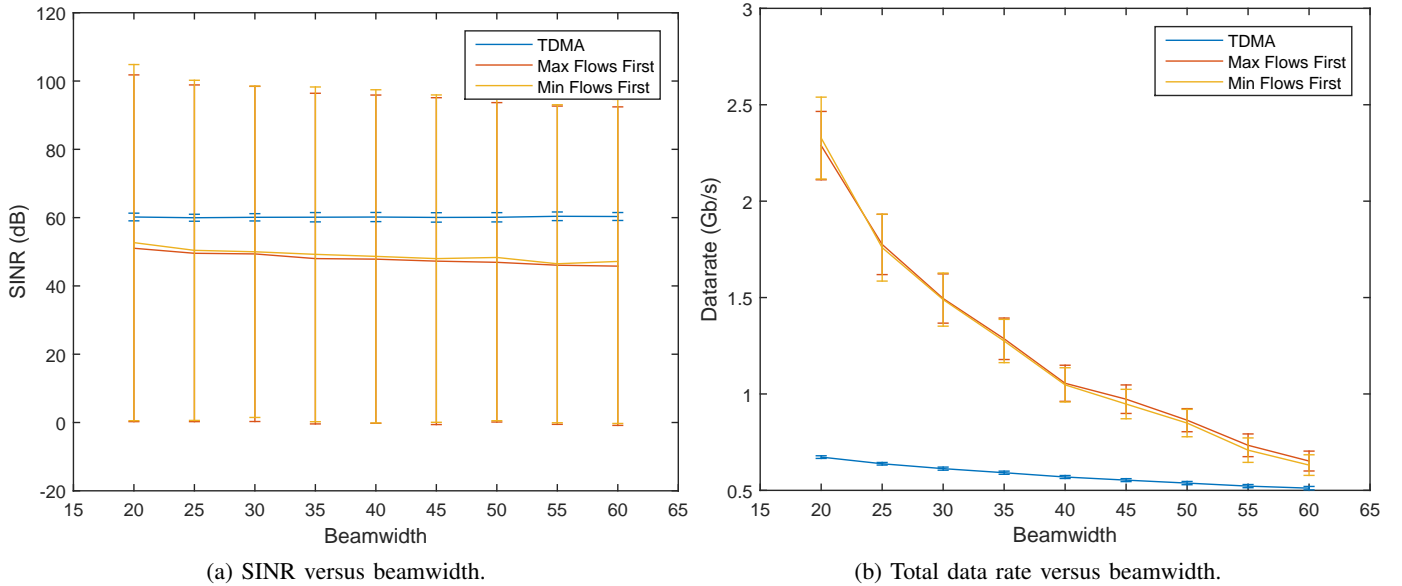 120
100
80
60
40
20
0
-20
SINR (dB)
15 20 25 30 35 40 45 50 55 60 65
Beamwidth
TDMA
Max Flows First
Min Flows First
(a) SINR versus beamwidth.
3
2.5
2
1.5
1
0.5
Datarate (Gb/s)
15 20 25 30 35 40 45 50 55 60 65
Beamwidth
TDMA
Max Flows First
Min Flows First
(b) Total data rate versus beamwidth.